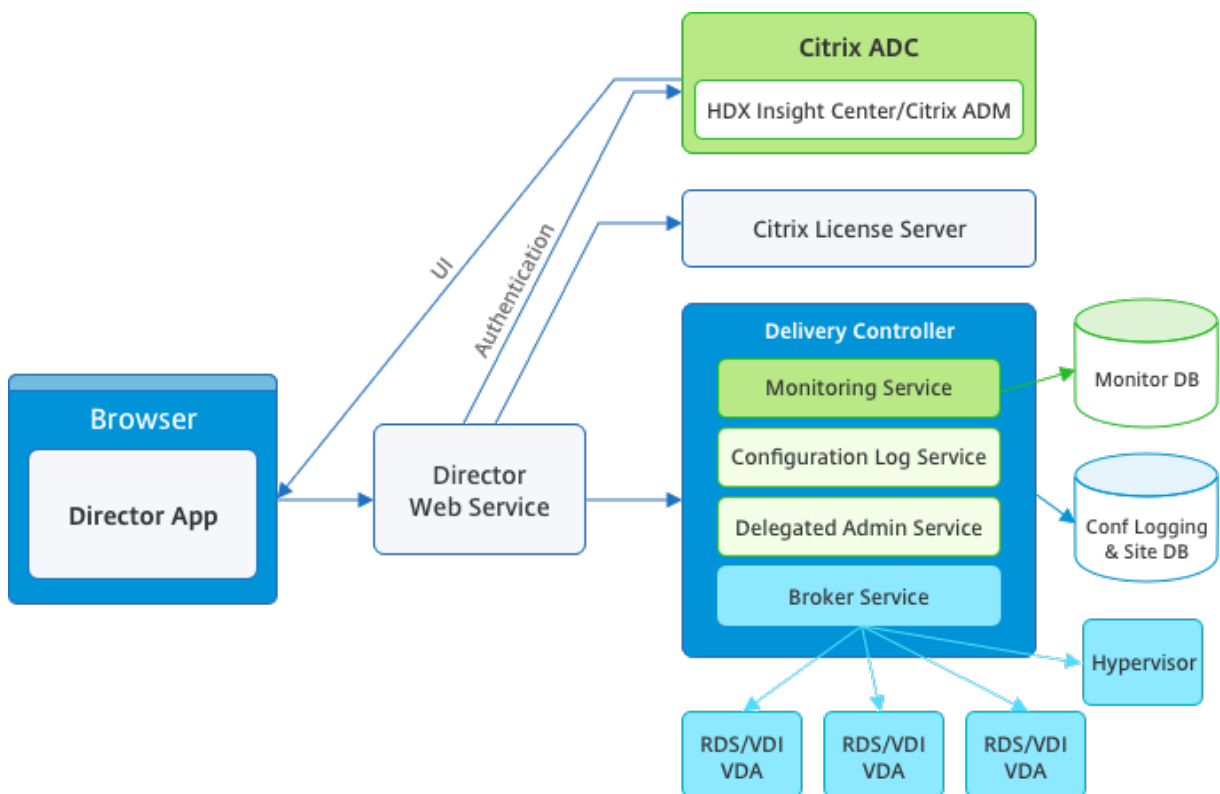 Citrix ADC
HDX Insight Center/Citrix ADM
UI
Authentication
Citrix License Server
Delivery Controller
Monitoring Service
Monitor DB
Browser
Director App
Director
Web Service
Configuration Log Service
Delegated Admin Service
Conf Logging
& Site DB
Broker Service
Hypervisor
RDS/VDI
VDA
RDS/VDI
VDA
RDS/VDI
VDA